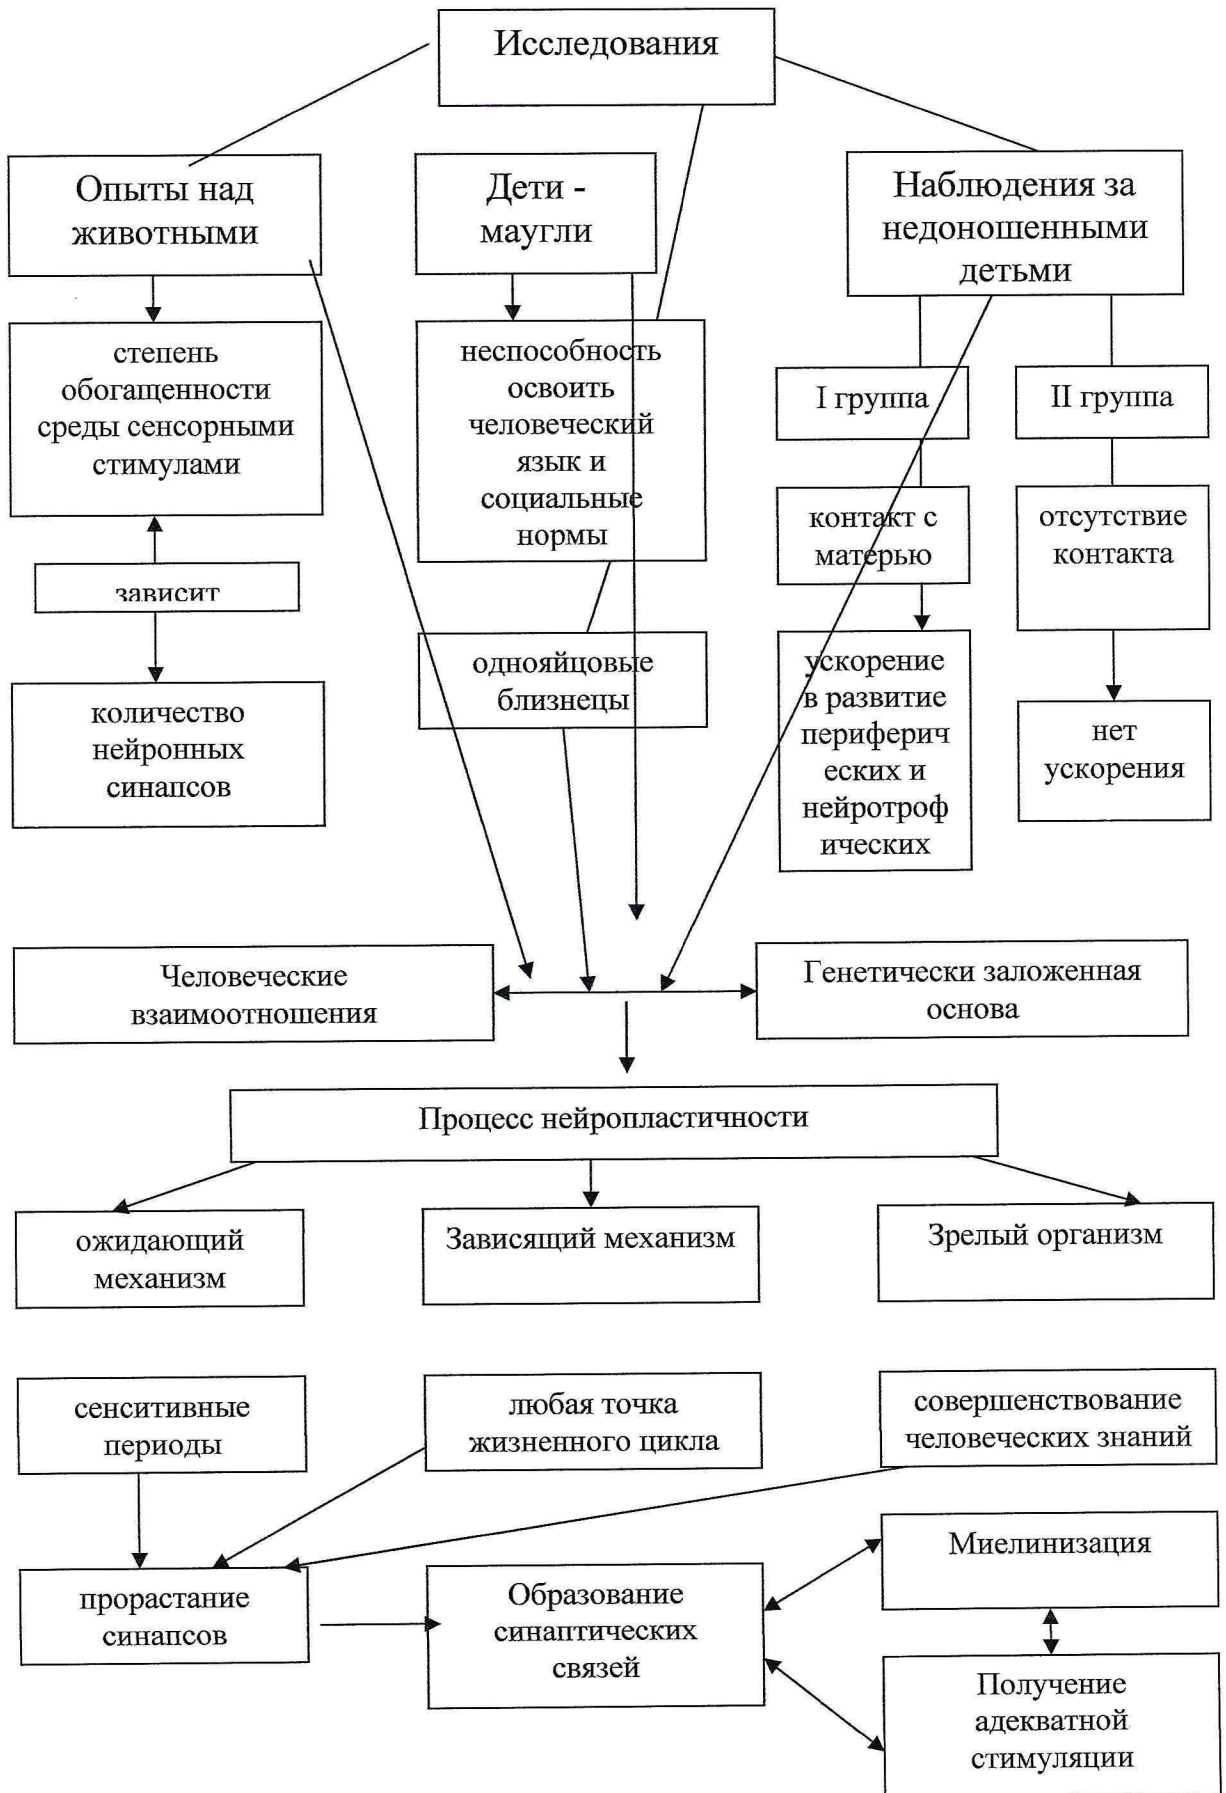 Исследования
Опыты над
животными
Дети -
маугли
Наблюдения за
недоношенными
детьми
степень
обогащенности
среды сенсорными
стимулами
неспособность
освоить
человеческий
язык и
социальные
нормы
I группа
II группа
контакт с
матерью
отсутствие
контакта
зависит
однояйцовые
близнецы
ускорение
в развитие
периферич
еских и
нейротроф
ических
количество
нейронных
синапсов
нет
ускорения
Человеческие
взаимоотношения
Генетически заложенная
основа
Процесс нейропластичности
ожидающий
механизм
Зависящий механизм
Зрелый организм
сенситивные
периоды
любая точка
жизненного цикла
совершенствование
человеческих знаний
прорастание
синапсов
Образование
синаптических
связей
Миелинизация
Получение
адекватной
стимуляции